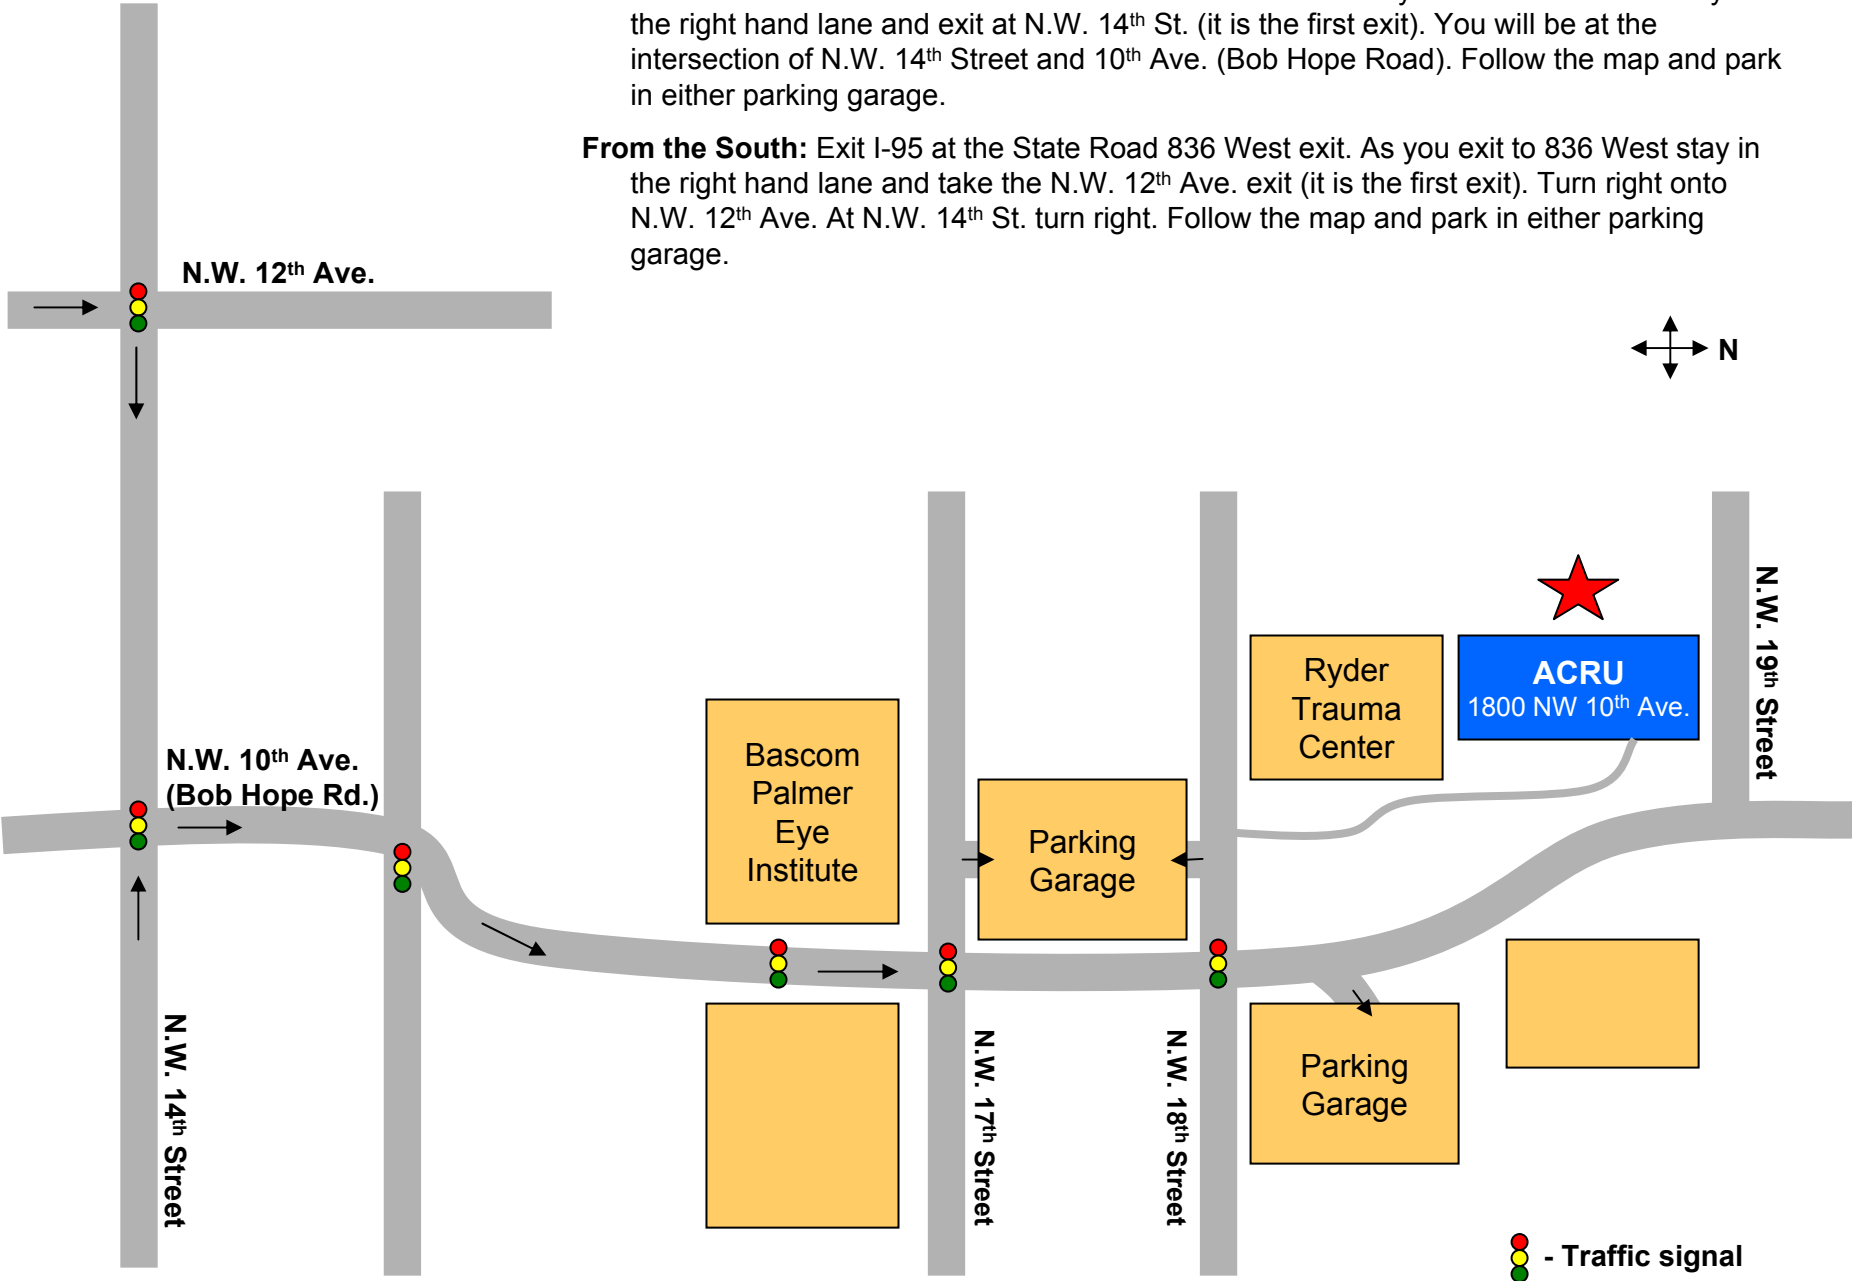 the right hand lane and exit at N.W. 14th St. (it is the first exit). You will be at the
intersection of N.W. 14th Street and 10th Ave. (Bob Hope Road). Follow the map and park
in either parking garage.
From the South: Exit I-95 at the State Road 836 West exit. As you exit to 836 West stay in
the right hand lane and take the N.W. 12th Ave. exit (it is the first exit). Turn right onto
N.W. 12th Ave. At N.W. 14th St. turn right. Follow the map and park in either parking
garage.
N.W. 12th Ave.
N
N.W. 19th Street
Ryder
Trauma
Center
ACRU
1800 NW 10th Ave.
N.W. 10th Ave.
(Bob Hope Rd.)
Bascom
Palmer
Eye
Institute
Parking
Garage
N.W. 14th Street
N.W. 17th Street
N.W. 18th Street
Parking
Garage
- Traffic signal